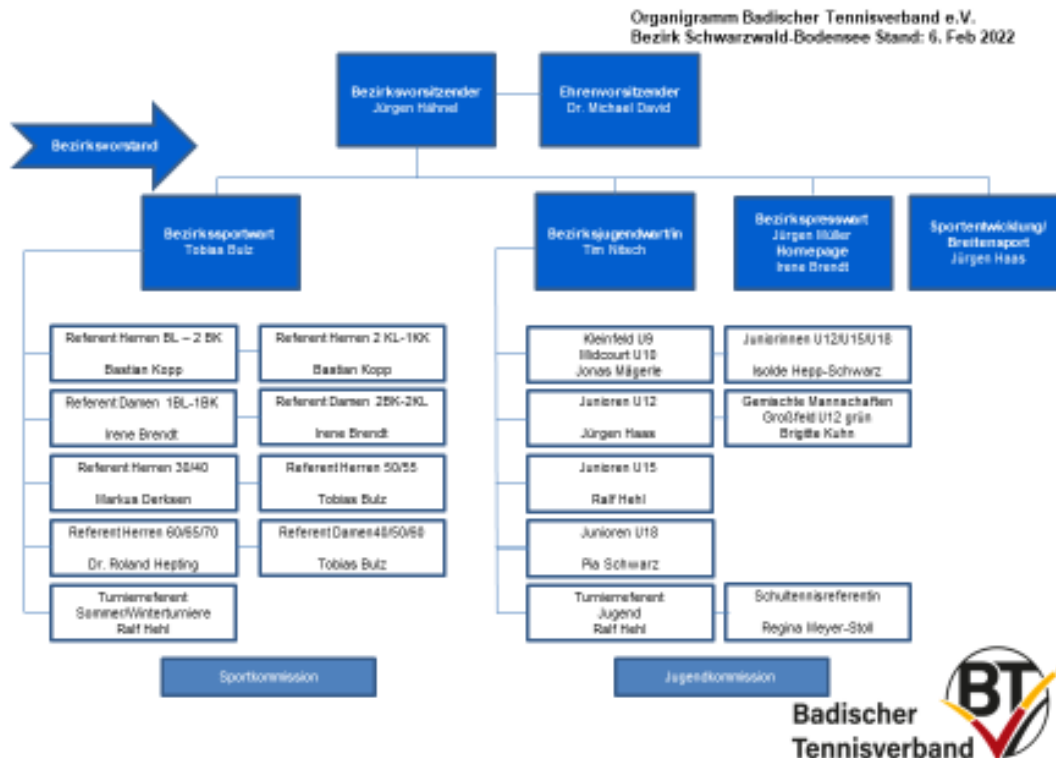 Organigramm Badischer Tennisverband e.V.
Bezirk Schwarzwald-Bodensee Stand: 6. Feb 2022
Bezirksvorsitzender
Jürgen Hähnel
Ehrenvorsitzender
Dr. Michael David
Bezirksvorstand
Bezirkssportwart
Tobias Bulz
Bezirksjugendwart/in
Tim Nitsch
Bezirkspresswart
Jürgen Müller
Homepage
Irene Brendt
Sportentwicklung/
Breitensport
Jürgen Haas
Referent Herren BL – 2 BK
Bastian Kopp
Referent Herren 2 KL-1KK
Bastian Kopp
Referent Damen 1BL-1BK
Irene Brendt
Referent Damen 2BK-2KL
Irene Brendt
Referent Herren 30/40
Markus Derksen
Referent Herren 50/55
Tobias Bulz
Referent Herren 60/65/70
Dr. Roland Hepting
Referent Damen40/50/60
Tobias Bulz
Turnierreferent
Sommer/Winterturniere
Ralf Hehl
Sportkommission
Kleinfeld U9
Midcourt U10
Jonas Mägerle
Juniorinnen U12/U15/U18
Isolde Hepp-Schwarz
Junioren U12
Jürgen Haas
Gemischte Mannschaften
Großfeld U12 grün
Brigitte Kuhn
Junioren U15
Ralf Hehl
Junioren U18
Pia Schwarz
Turnierreferent
Jugend
Ralf Hehl
Schultennisreferentin
Regina Meyer-Stoll
Jugendkommission
BT
Badischer
Tennisverband